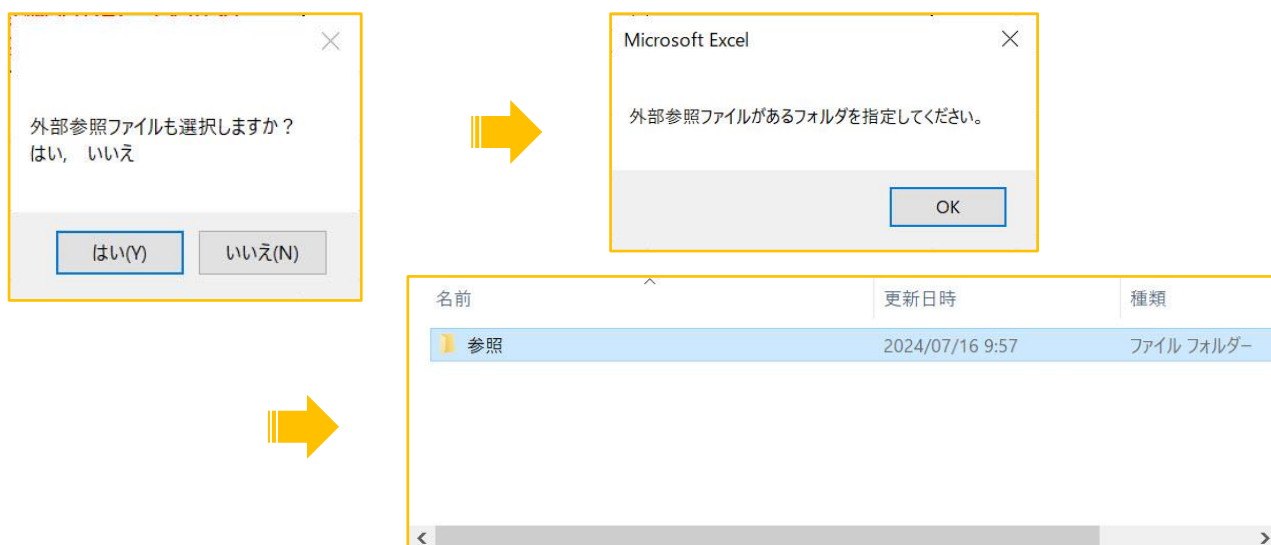 外部参照ファイルも選択しますか？
はい,　いいえ
はい(Y)
いいえ(N)
Microsoft Excel
外部参照ファイルがあるフォルダを指定してください。
OK
名前
更新日時
種類
参照
2024/07/16 9:57
ファイル フォルダー